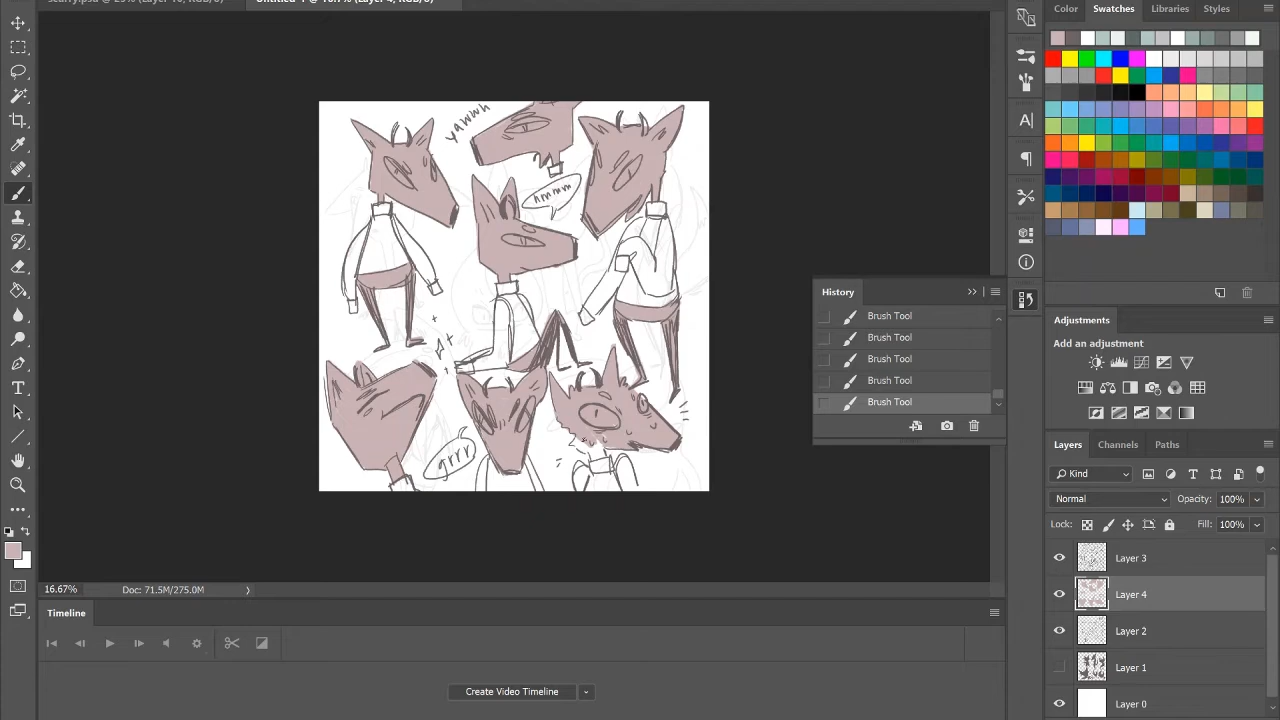 Color Swatches Libraries Styles
yawwh
hmmm
grrr
History
Brush Tool
Brush Tool
Brush Tool
Brush Tool
Brush Tool
Adjustments
Add an adjustment
Layers Channels Paths
Kind
Normal Opacity: 100%
Lock: Fill: 100%
Layer 3
Layer 4
Layer 2
Layer 1
Layer 0
16.67% Doc: 71.5M/275.0M
Timeline
Create Video Timeline